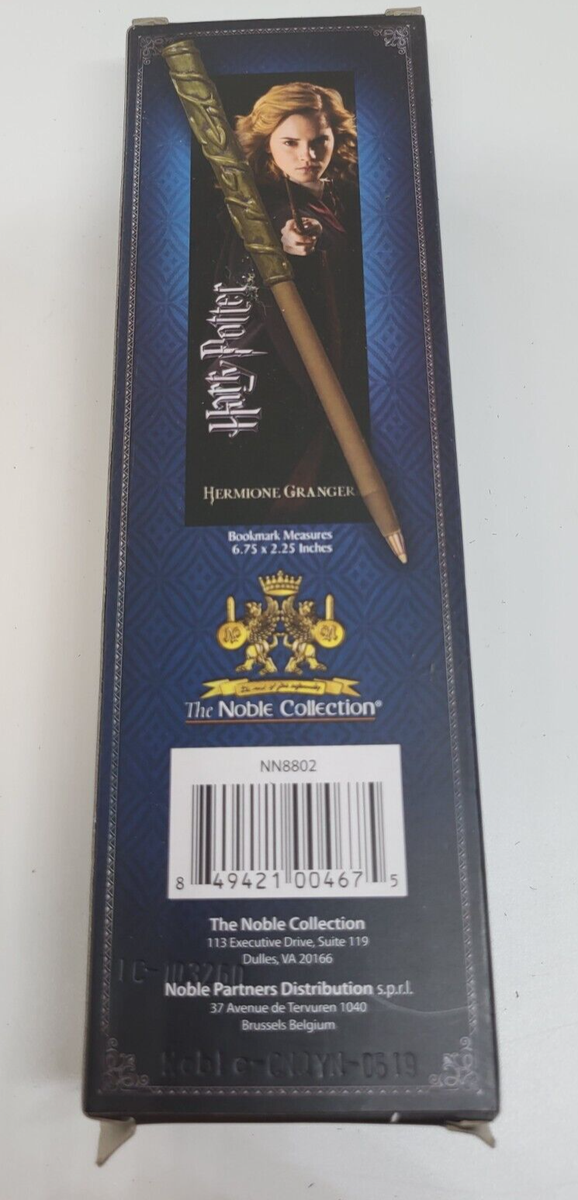 Harry Potter
HERMIONE GRANGER
Bookmark Measures
6.75 x 2.25 Inches
The NOBLE COLLECTION®
NN8802
8 49421 00467 5
The Noble Collection
113 Executive Drive, Suite 119
Dulles, VA 20166
Noble Partners Distribution s.p.r.l.
37 Avenue de Tervuren 1040
Brussels Belgium